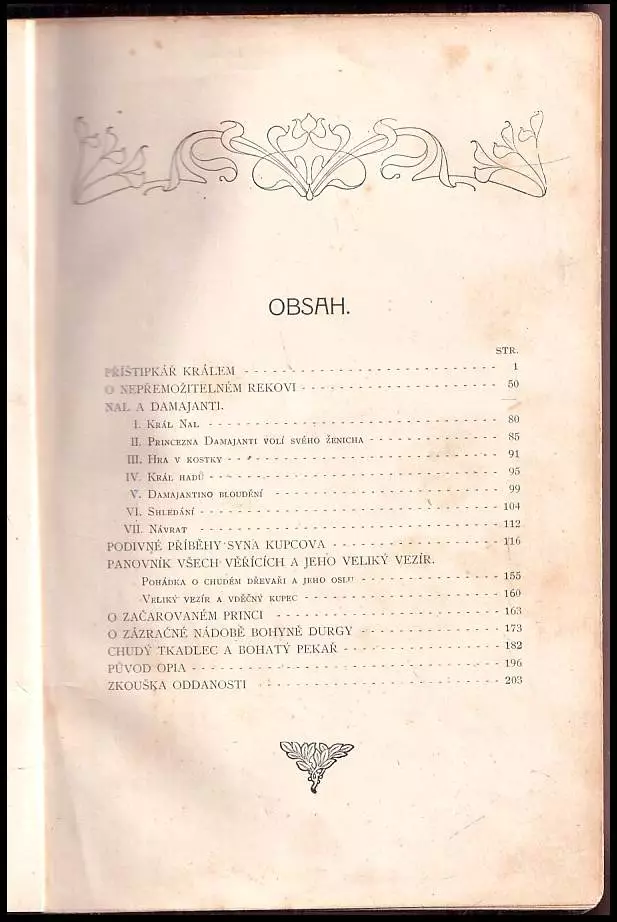 OBSAH.
STR.
PŘÍŠTIPKÁŘ KRÁLEM - - - - - - - - - - - - - - - - - - - - - - - - 1
O NEPŘEMOŽITELNÉM REKOVI - - - - - - - - - - - - - - - - - - 50
NAL A DAMAJANTI.
I. Král Nal - - - - - - - - - - - - - - - - - - - - - - - - - - 80
II. Princezna Damajanti volí svého ženicha - - - - - - - - - - - - 85
III. Hra v kostky - - - - - - - - - - - - - - - - - - - - - - - - 91
IV. Král hadů - - - - - - - - - - - - - - - - - - - - - - - - - 95
V. Damajantino bloudění - - - - - - - - - - - - - - - - - - - - 99
VI. Shledání - - - - - - - - - - - - - - - - - - - - - - - - - - 104
VII. Návrat - - - - - - - - - - - - - - - - - - - - - - - - - - 112
PODIVNÉ PŘÍBĚHY SYNA KUPCOVA - - - - - - - - - - - - - - - 116
PANOVNÍK VŠECH VĚŘÍCÍCH A JEHO VELIKÝ VEZÍR.
Pohádka o chudém dřevaři a jeho oslu - - - - - - - - - - - - - 155
Veliký vezír a vděčný kupec - - - - - - - - - - - - - - - - - - 160
O ZAČAROVANÉM PRINCI - - - - - - - - - - - - - - - - - - - - - 163
O ZÁZRAČNÉ NÁDOBĚ BOHYNĚ DURGY - - - - - - - - - - - - - 173
CHUDÝ TKADLEC A BOHATÝ PEKAŘ - - - - - - - - - - - - - - - 182
PŮVOD OPIA - - - - - - - - - - - - - - - - - - - - - - - - - - - - 196
ZKOUŠKA ODDANOSTI - - - - - - - - - - - - - - - - - - - - - - - 203